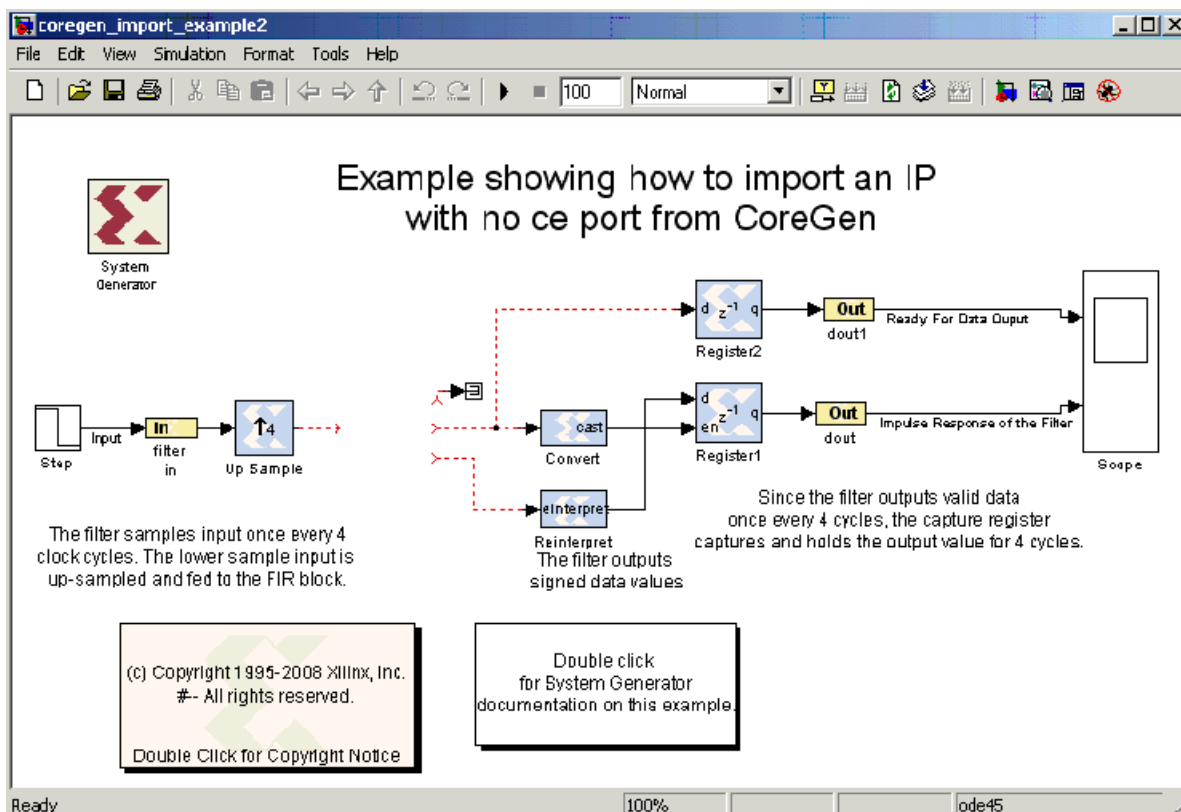 coregen_import_example2
File Edit View Simulation Format Tools Help
100 Normal
Example showing how to import an IP
with no ce port from CoreGen
System
Generator
d z-1 q
Register2
Out
dout1
Ready For Data Ouput
Step
Input
In
filter
in
↑4
Up Sample
cast
Convert
d
en z-1 q
Register1
Out
dout
Impulse Response of the Filter
Scope
einterpret
Reinterpret
The filter samples input once every 4
clock cycles. The lower sample input is
up-sampled and fed to the FIR block.
The filter outputs
signed data values
Since the filter outputs valid data
once every 4 cycles, the capture register
captures and holds the output value for 4 cycles.
(c) Copyright 1995-2008 Xilinx, Inc.
#-- All rights reserved.
Double Click for Copyright Notice
Double click
for System Generator
documentation on this example.
Ready 100% ode45